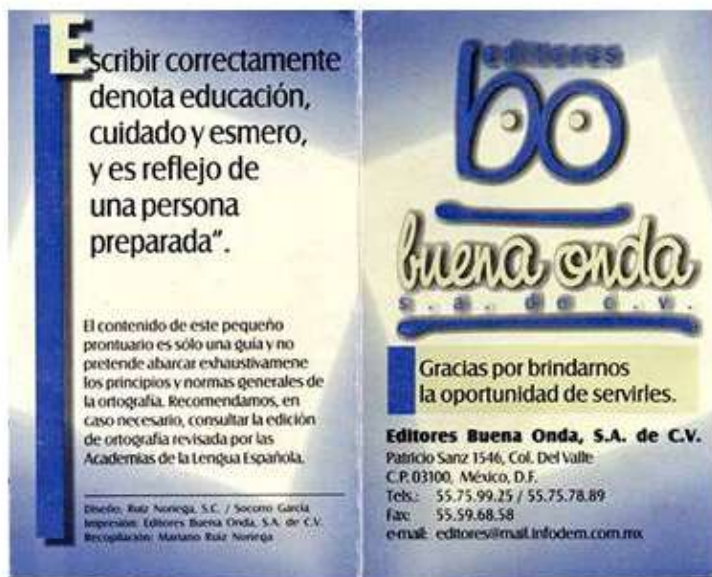 Escribir correctamente
denota educación,
cuidado y esmero,
y es reflejo de
una persona
preparada”.
El contenido de este pequeño
prontuario es sólo una guía y no
pretende abarcar exhaustivamene
los principios y normas generales de
la ortografía. Recomendamos, en
caso necesario, consultar la edición
de ortografía revisada por las
Academias de la Lengua Española.
Diseño: Ruiz Noriega, S.C. / Socorro García
Impresión: Editores Buena Onda, S.A. de C.V.
Recopilación: Mariano Ruiz Noriega
editores
bo
buena onda
s.a. de c.v.
Gracias por brindarnos
la oportunidad de servirles.
Editores Buena Onda, S.A. de C.V.
Patricio Sanz 1546, Col. Del Valle
C.P. 03100, México, D.F.
Tels.: 55.75.99.25 / 55.75.78.89
Fax: 55.59.68.58
e-mail: editores@mail.infodem.com.mx